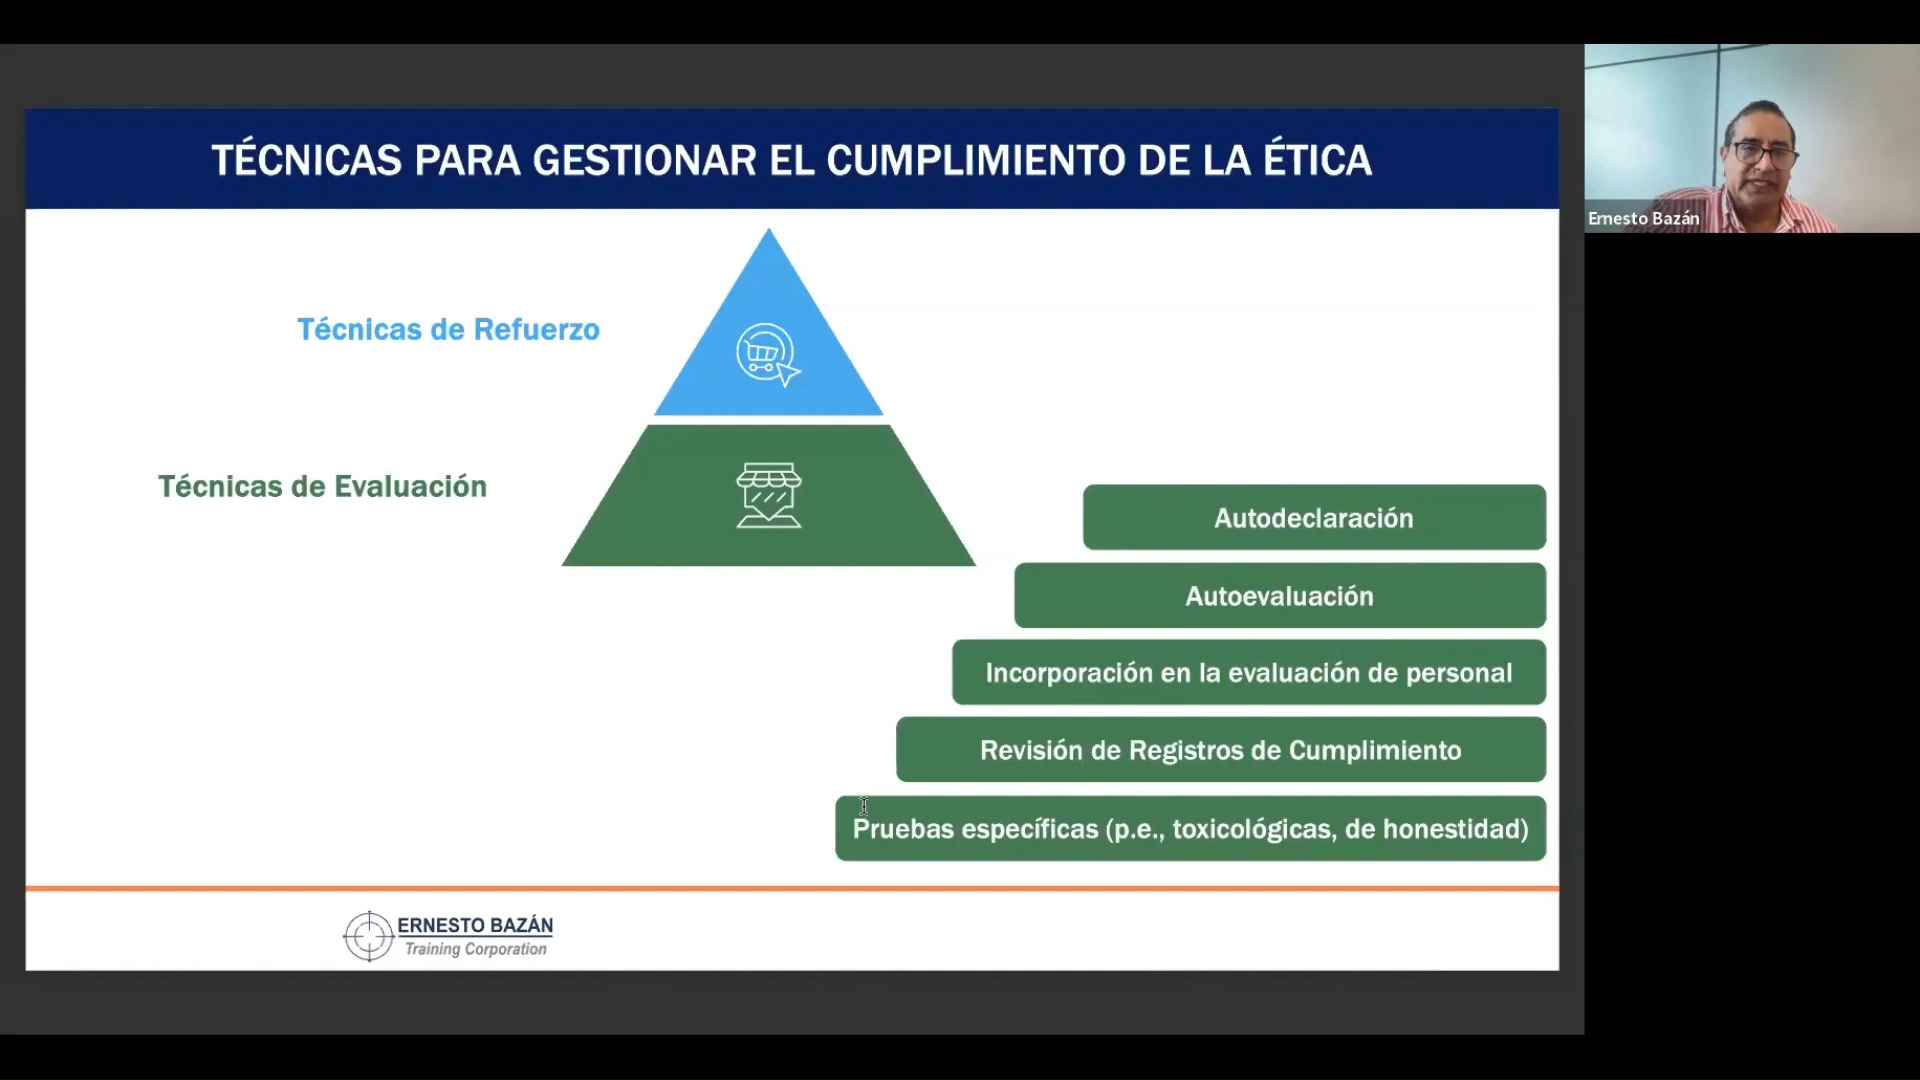 TÉCNICAS PARA GESTIONAR EL CUMPLIMIENTO DE LA ÉTICA
Ernesto Bazán
Técnicas de Refuerzo
Técnicas de Evaluación
Autodeclaración
Autoevaluación
Incorporación en la evaluación de personal
Revisión de Registros de Cumplimiento
Pruebas específicas (p.e., toxicológicas, de honestidad)
ERNESTO BAZÁN
Training Corporation